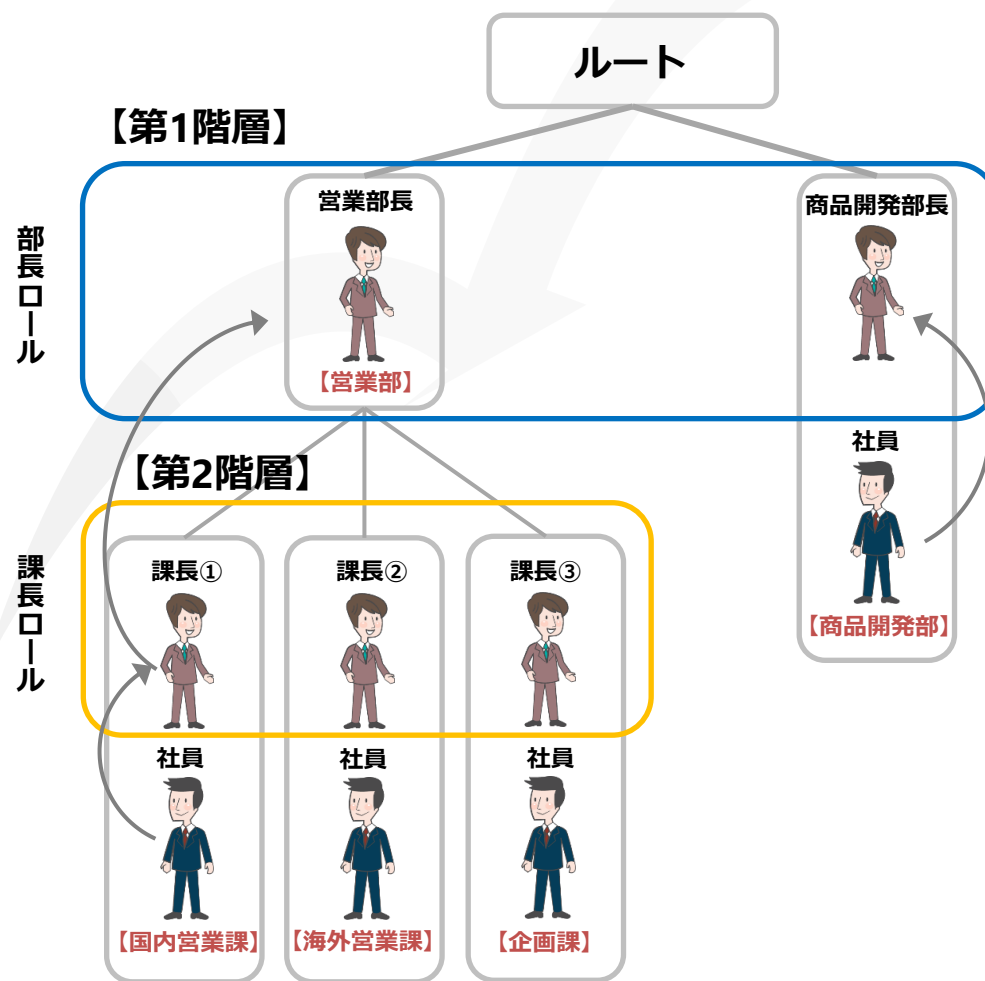 ルート
【第1階層】
部長ロール
営業部長
商品開発部長
【営業部】
社員
【商品開発部】
【第2階層】
課長ロール
課長①
課長②
課長③
社員
社員
社員
【国内営業課】
【海外営業課】
【企画課】